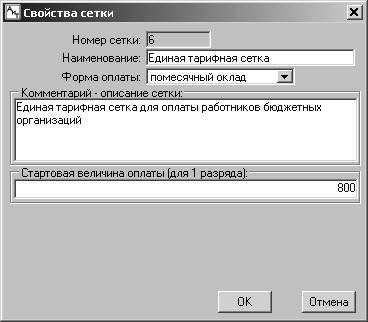 Свойства сетки
Номер сетки: 6
Наименование: Единая тарифная сетка
Форма оплаты: помесячный оклад
Комментарий - описание сетки:
Единая тарифная сетка для оплаты работников бюджетных
организаций
Стартовая величина оплаты (для 1 разряда):
800
OK Отмена